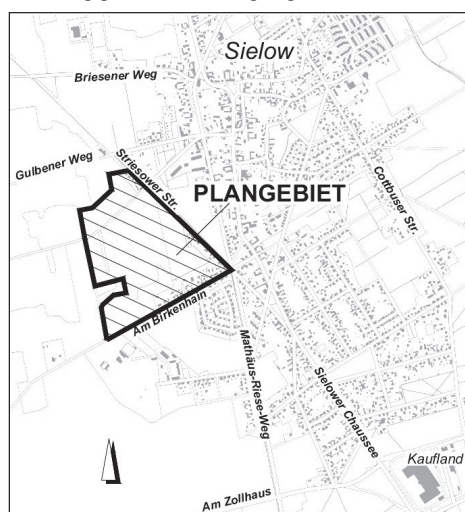 Sielow
Briesener Weg
Gulbener Weg
Striesower Str.
PLANGEBIET
Cottbuser Str.
Am Birkenhain
Mathäus-Riese-Weg
Sielower Chaussee
Kaufland
Am Zollhaus